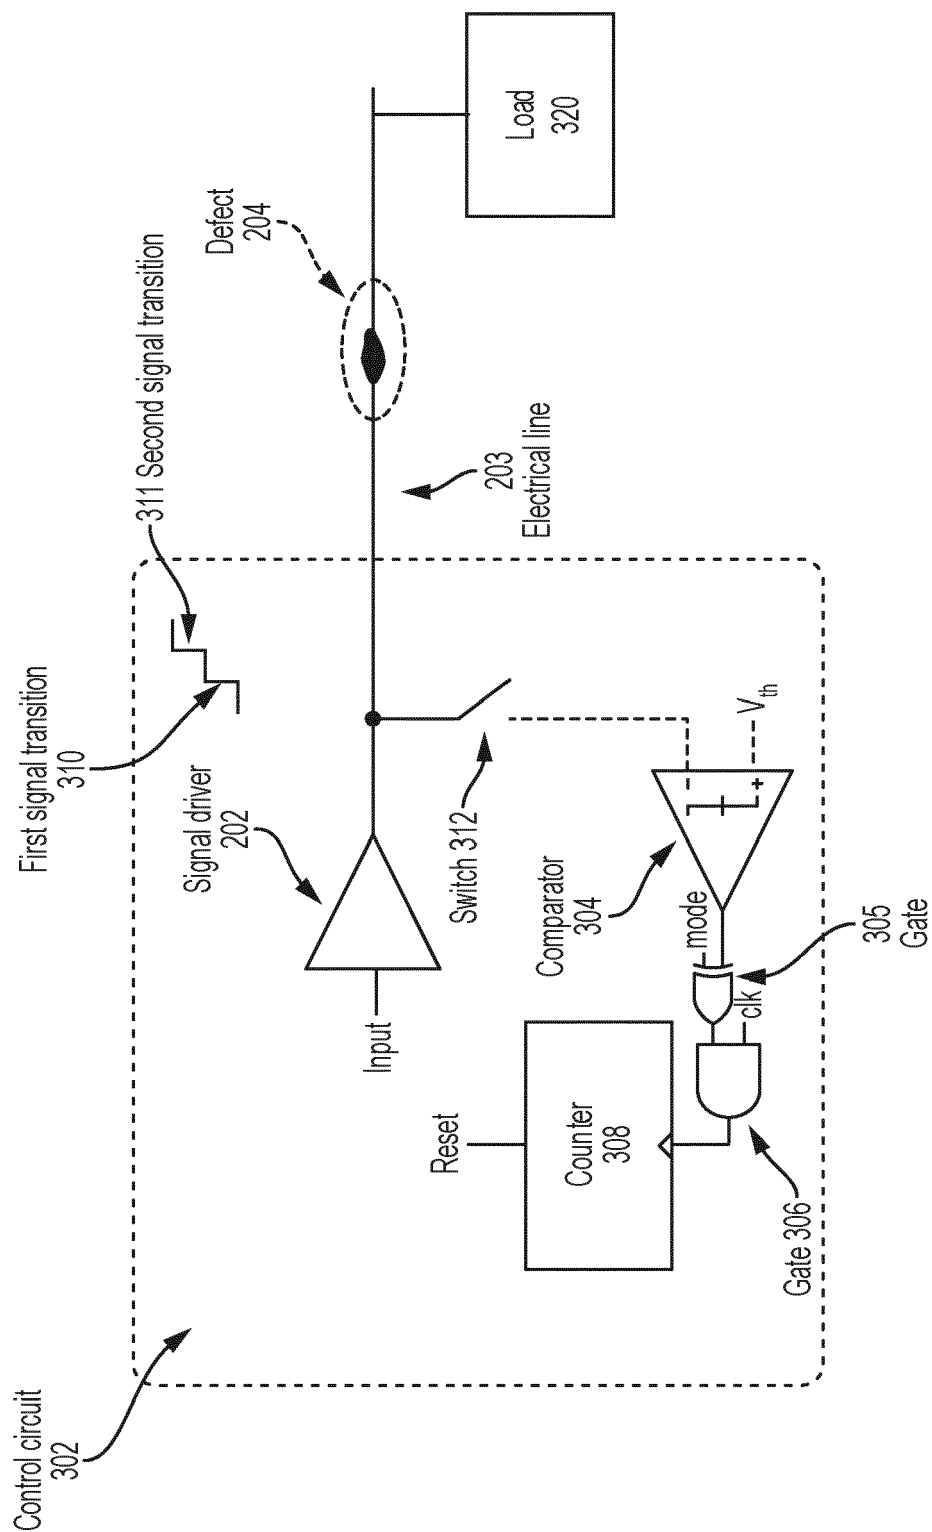 Control circuit
302
First signal transition
310
311 Second signal transition
Signal driver
202
Defect
204
Input
203
Electrical line
Load
320
Switch 312
Reset
Counter
308
Comparator
304
mode
clk
-
+
Vth
Gate 306
305
Gate